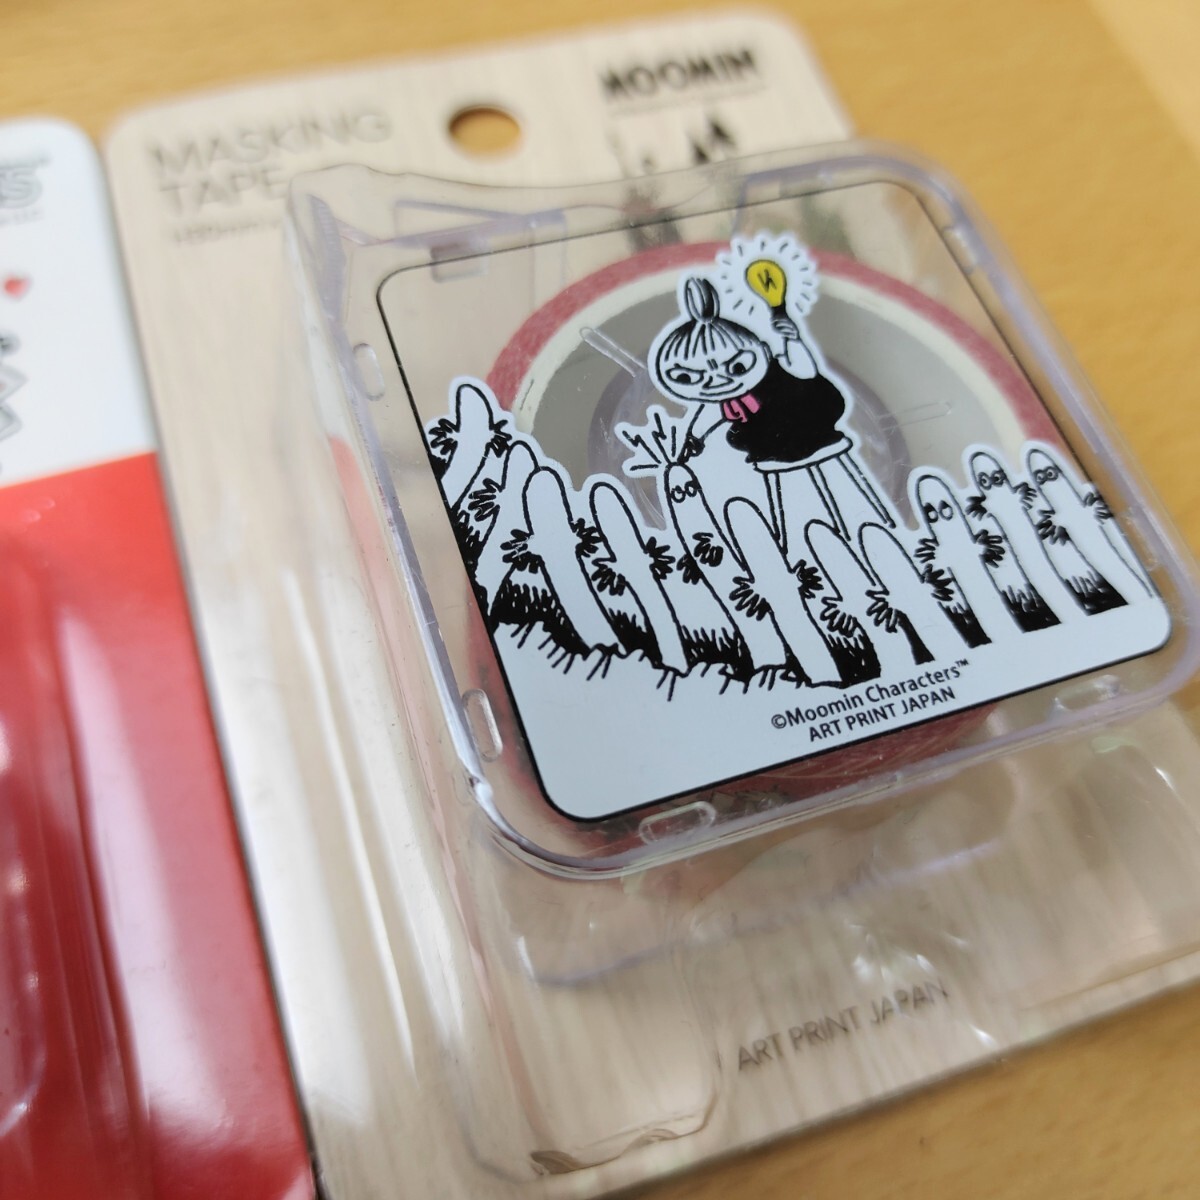 MOOMIN
MASKING
TAPE
©Moomin Characters™
ART PRINT JAPAN
ART PRINT JAPAN